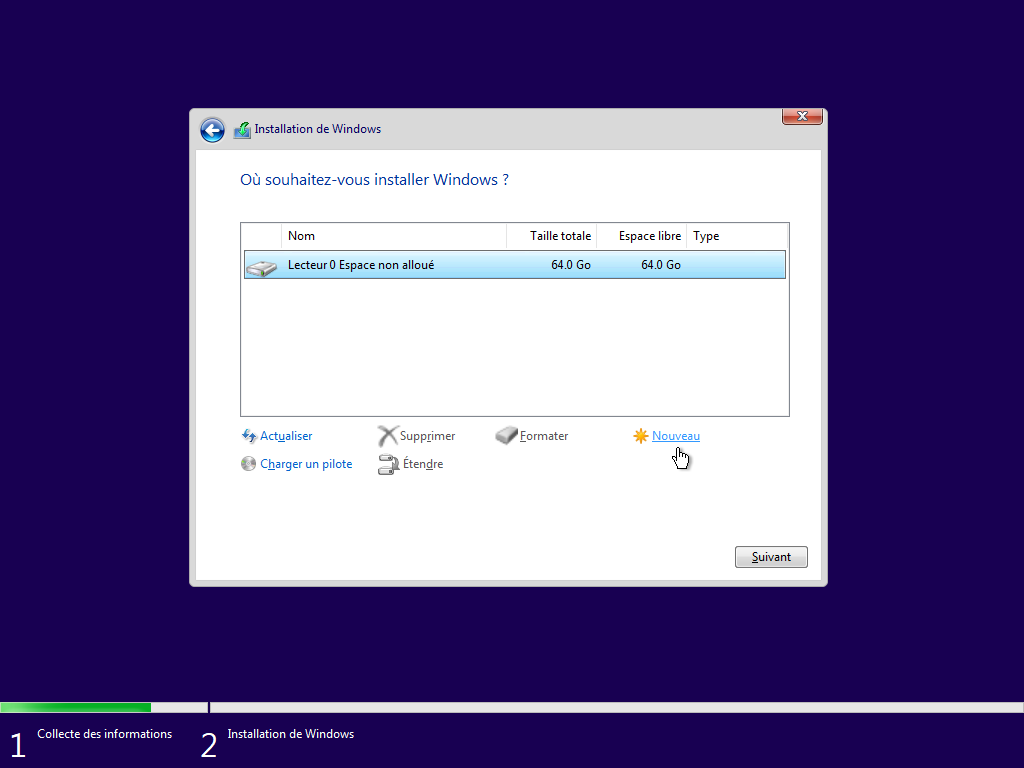 Installation de Windows
Où souhaitez-vous installer Windows ?
Nom Taille totale Espace libre Type
Lecteur 0 Espace non alloué 64.0 Go 64.0 Go
Actualiser Supprimer Formater Nouveau
Charger un pilote Étendre
Suivant
1 Collecte des informations 2 Installation de Windows